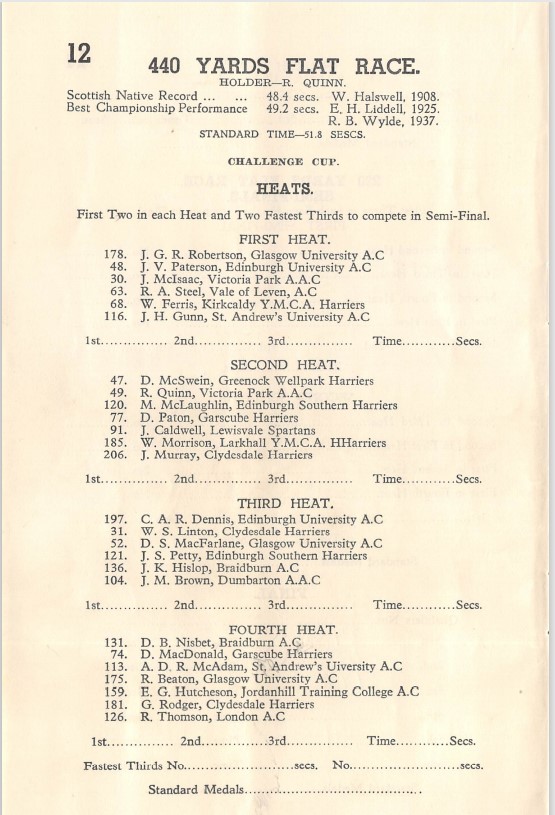 12
440 YARDS FLAT RACE.
HOLDER—R. QUINN.
Scottish Native Record ... ... 48.4 secs. W. Halswell, 1908.
Best Championship Performance 49.2 secs. E. H. Liddell, 1925.
R. B. Wylde, 1937.
STANDARD TIME—51.8 SESCS.
CHALLENGE CUP.
HEATS.
First Two in each Heat and Two Fastest Thirds to compete in Semi-Final.
FIRST HEAT.
178. J. G. R. Robertson, Glasgow University A.C
48. J. V. Paterson, Edinburgh University A.C
30. J. McIsaac, Victoria Park A.A.C
63. R. A. Steel, Vale of Leven, A.C
68. W. Ferris, Kirkcaldy Y.M.C.A. Harriers
116. J. H. Gunn, St. Andrew's University A.C
1st.............. 2nd.............. 3rd.............. Time...........Secs.
SECOND HEAT.
47. D. McSwein, Greenock Wellpark Harriers
49. R. Quinn, Victoria Park A.A.C
120. M. McLaughlin, Edinburgh Southern Harriers
77. D. Paton, Garscube Harriers
91. J. Caldwell, Lewisvale Spartans
185. W. Morrison, Larkhall Y.M.C.A. HHarriers
206. J. Murray, Clydesdale Harriers
1st.............. 2nd.............. 3rd.............. Time...........Secs.
THIRD HEAT.
197. C. A. R. Dennis, Edinburgh University A.C
31. W. S. Linton, Clydesdale Harriers
52. D. S. MacFarlane, Glasgow University A.C
121. J. S. Petty, Edinburgh Southern Harriers
136. J. K. Hislop, Braidburn A.C
104. J. M. Brown, Dumbarton A.A.C
1st.............. 2nd.............. 3rd.............. Time...........Secs.
FOURTH HEAT.
131. D. B. Nisbet, Braidburn A.C
74. D. MacDonald, Garscube Harriers
113. A. D. R. McAdam, St. Andrew's Uiversity A.C
175. R. Beaton, Glasgow University A.C
159. E. G. Hutcheson, Jordanhill Training College A.C
181. G. Rodger, Clydesdale Harriers
126. R. Thomson, London A.C
1st.............. 2nd..............3rd.............. Time...........Secs.
Fastest Thirds No.......................secs. No.......................secs.
Standard Medals.....................................